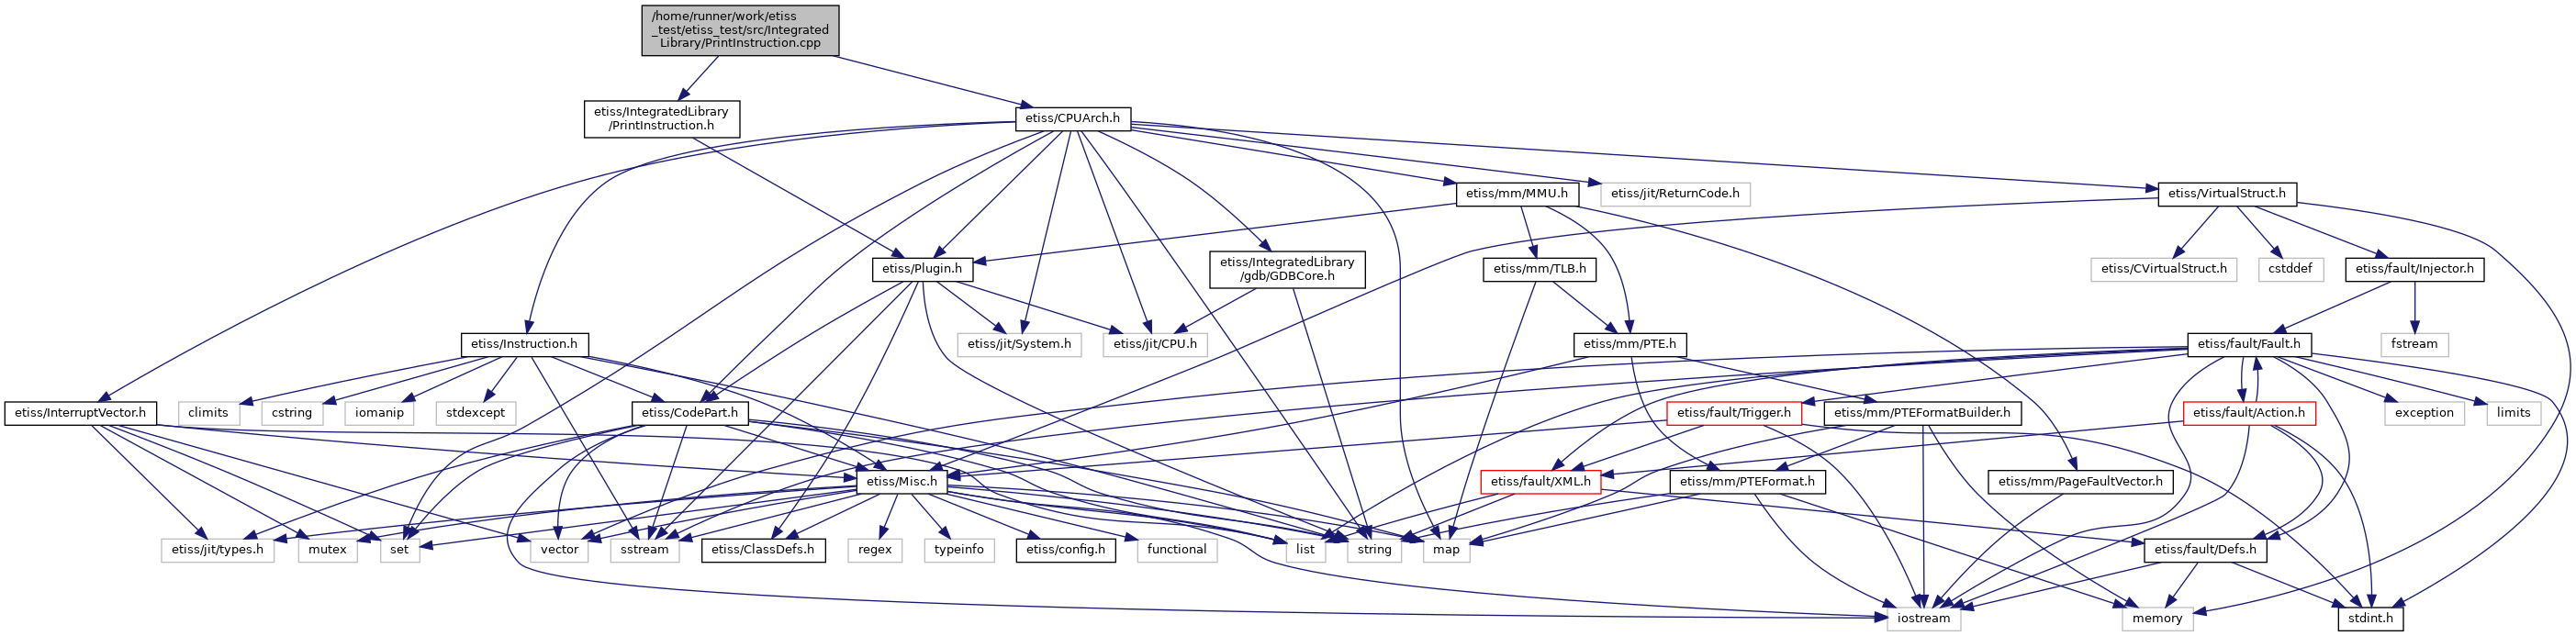 /home/runner/work/etiss
_test/etiss_test/src/Integrated
Library/PrintInstruction.cpp
etiss/IntegratedLibrary
/PrintInstruction.h
etiss/CPUArch.h
etiss/mm/MMU.h
etiss/jit/ReturnCode.h
etiss/VirtualStruct.h
etiss/Plugin.h
etiss/IntegratedLibrary
/gdb/GDBCore.h
etiss/mm/TLB.h
etiss/CVirtualStruct.h
cstddef
etiss/fault/Injector.h
etiss/Instruction.h
etiss/jit/System.h
etiss/jit/CPU.h
etiss/mm/PTE.h
etiss/fault/Fault.h
fstream
etiss/InterruptVector.h
climits
cstring
iomanip
stdexcept
etiss/CodePart.h
etiss/fault/Trigger.h
etiss/mm/PTEFormatBuilder.h
etiss/fault/Action.h
exception
limits
etiss/Misc.h
etiss/fault/XML.h
etiss/mm/PTEFormat.h
etiss/mm/PageFaultVector.h
etiss/jit/types.h
mutex
set
vector
sstream
etiss/ClassDefs.h
regex
typeinfo
etiss/config.h
functional
list
string
map
etiss/fault/Defs.h
iostream
memory
stdint.h